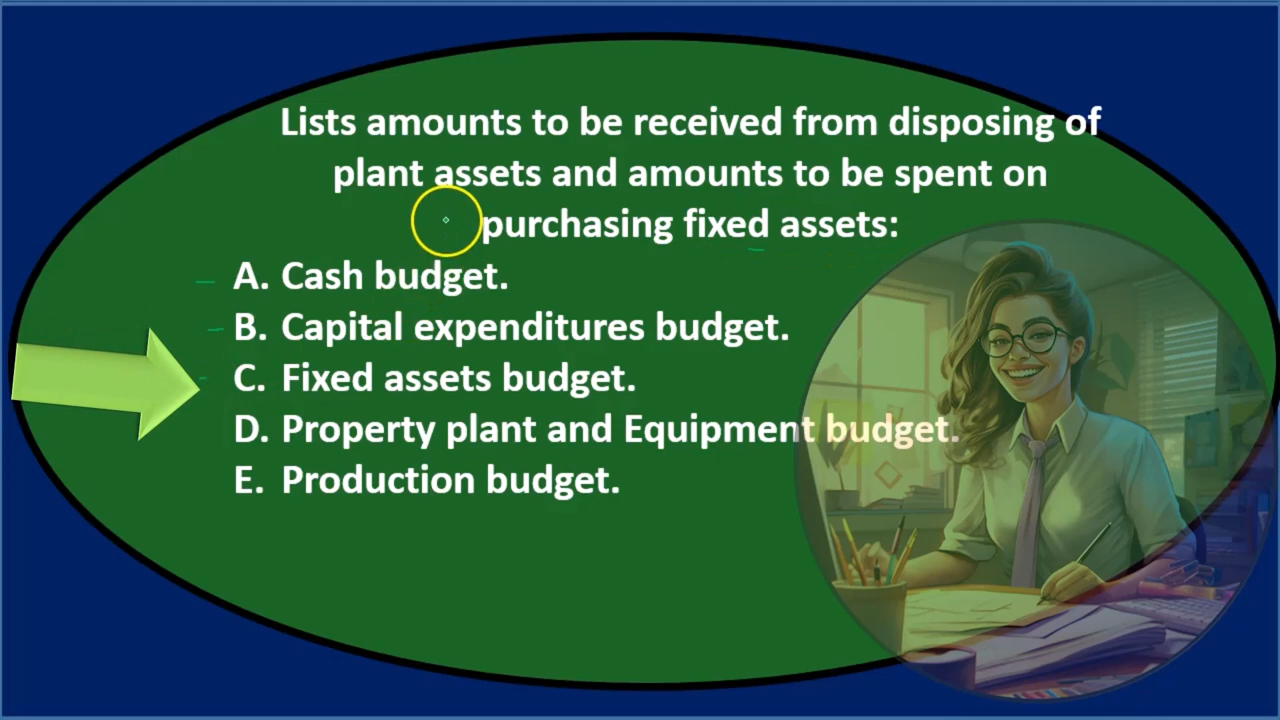 Lists amounts to be received from disposing of
plant assets and amounts to be spent on
purchasing fixed assets:
A. Cash budget.
B. Capital expenditures budget.
C. Fixed assets budget.
D. Property plant and Equipment budget.
E. Production budget.